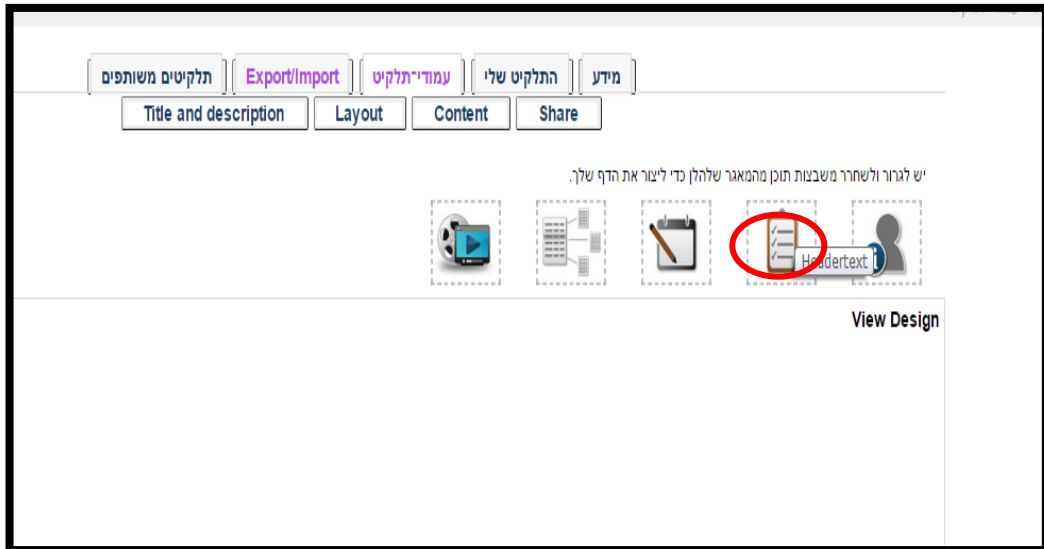 מידע התלקיט שלי עמודי־תלקיט Export/Import תלקיטים משותפים
Title and description Layout Content Share
יש לגרור ולשחרר משבצות תוכן מהמאגר שלהלן כדי ליצור את הדף שלך.
Headertext
View Design